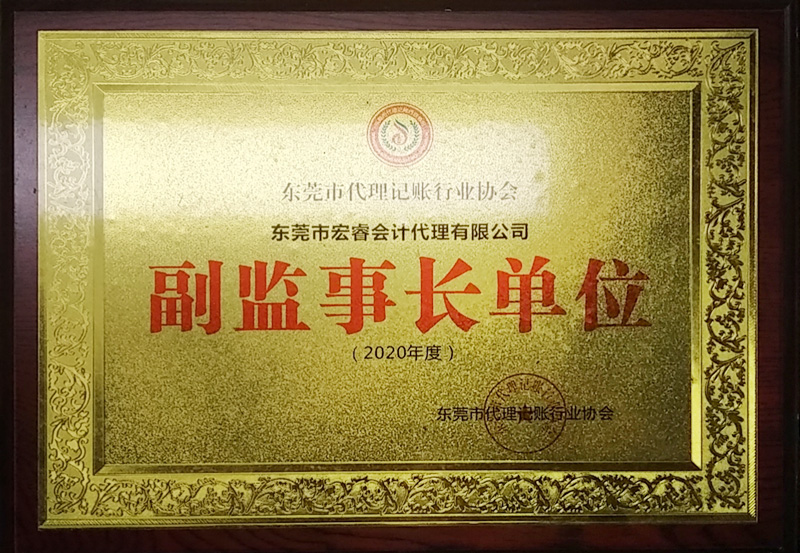 东莞市代理记账行业协会
东莞市宏睿会计代理有限公司
副监事长单位
（2020年度）
东莞市代理记账行业协会